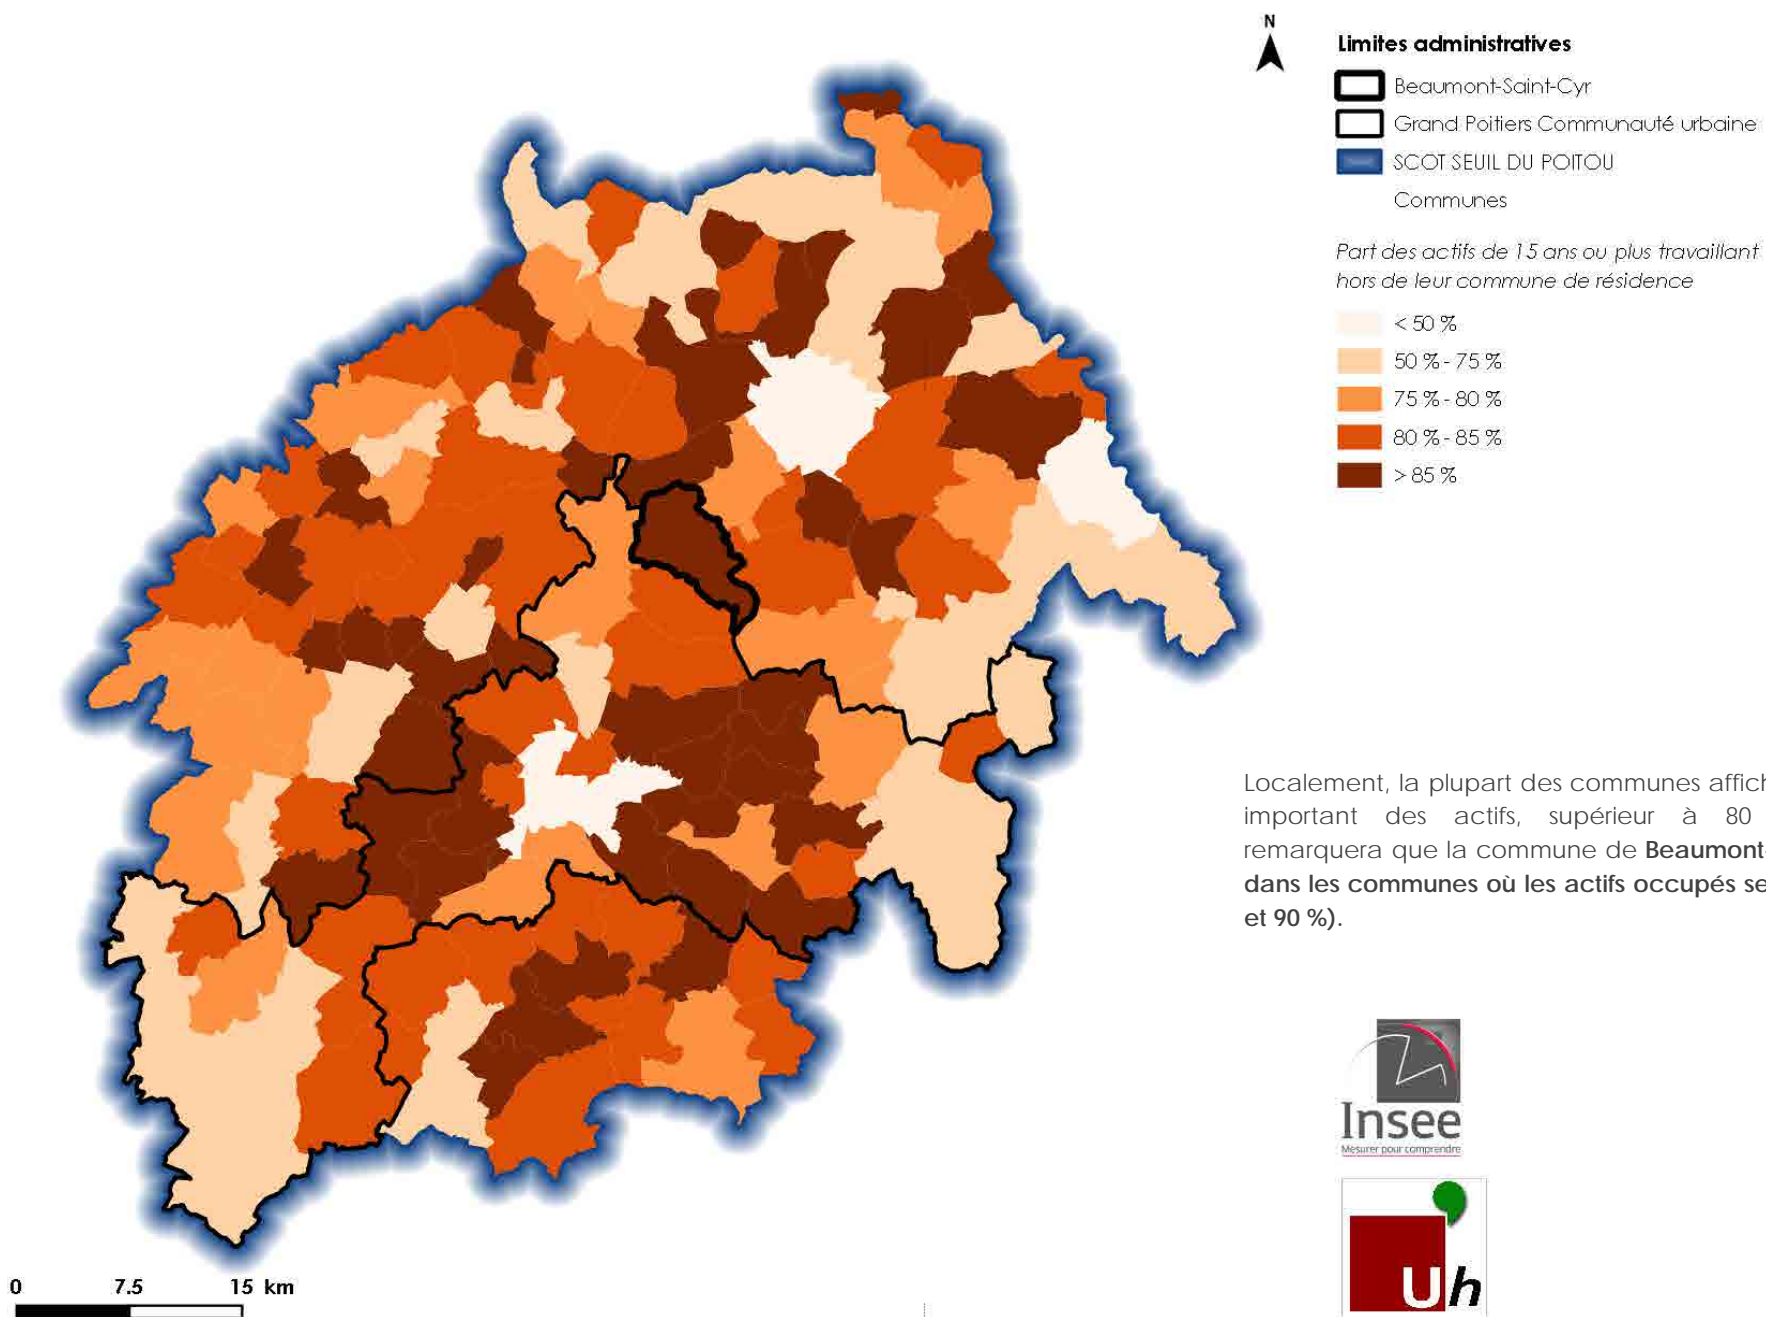 N
Limites administratives
Beaumont-Saint-Cyr
Grand Poitiers Communauté urbaine
SCOT SEUIL DU POITOU
Communes
Part des actifs de 15 ans ou plus travaillant
hors de leur commune de résidence
< 50 %
50 % - 75 %
75 % - 80 %
80 % - 85 %
> 85 %
Localement, la plupart des communes affich
important des actifs, supérieur à 80
remarquera que la commune de Beaumont-
dans les communes où les actifs occupés se
et 90 %).
Insee
Mesurer pour comprendre
Uh
0 7.5 15 km